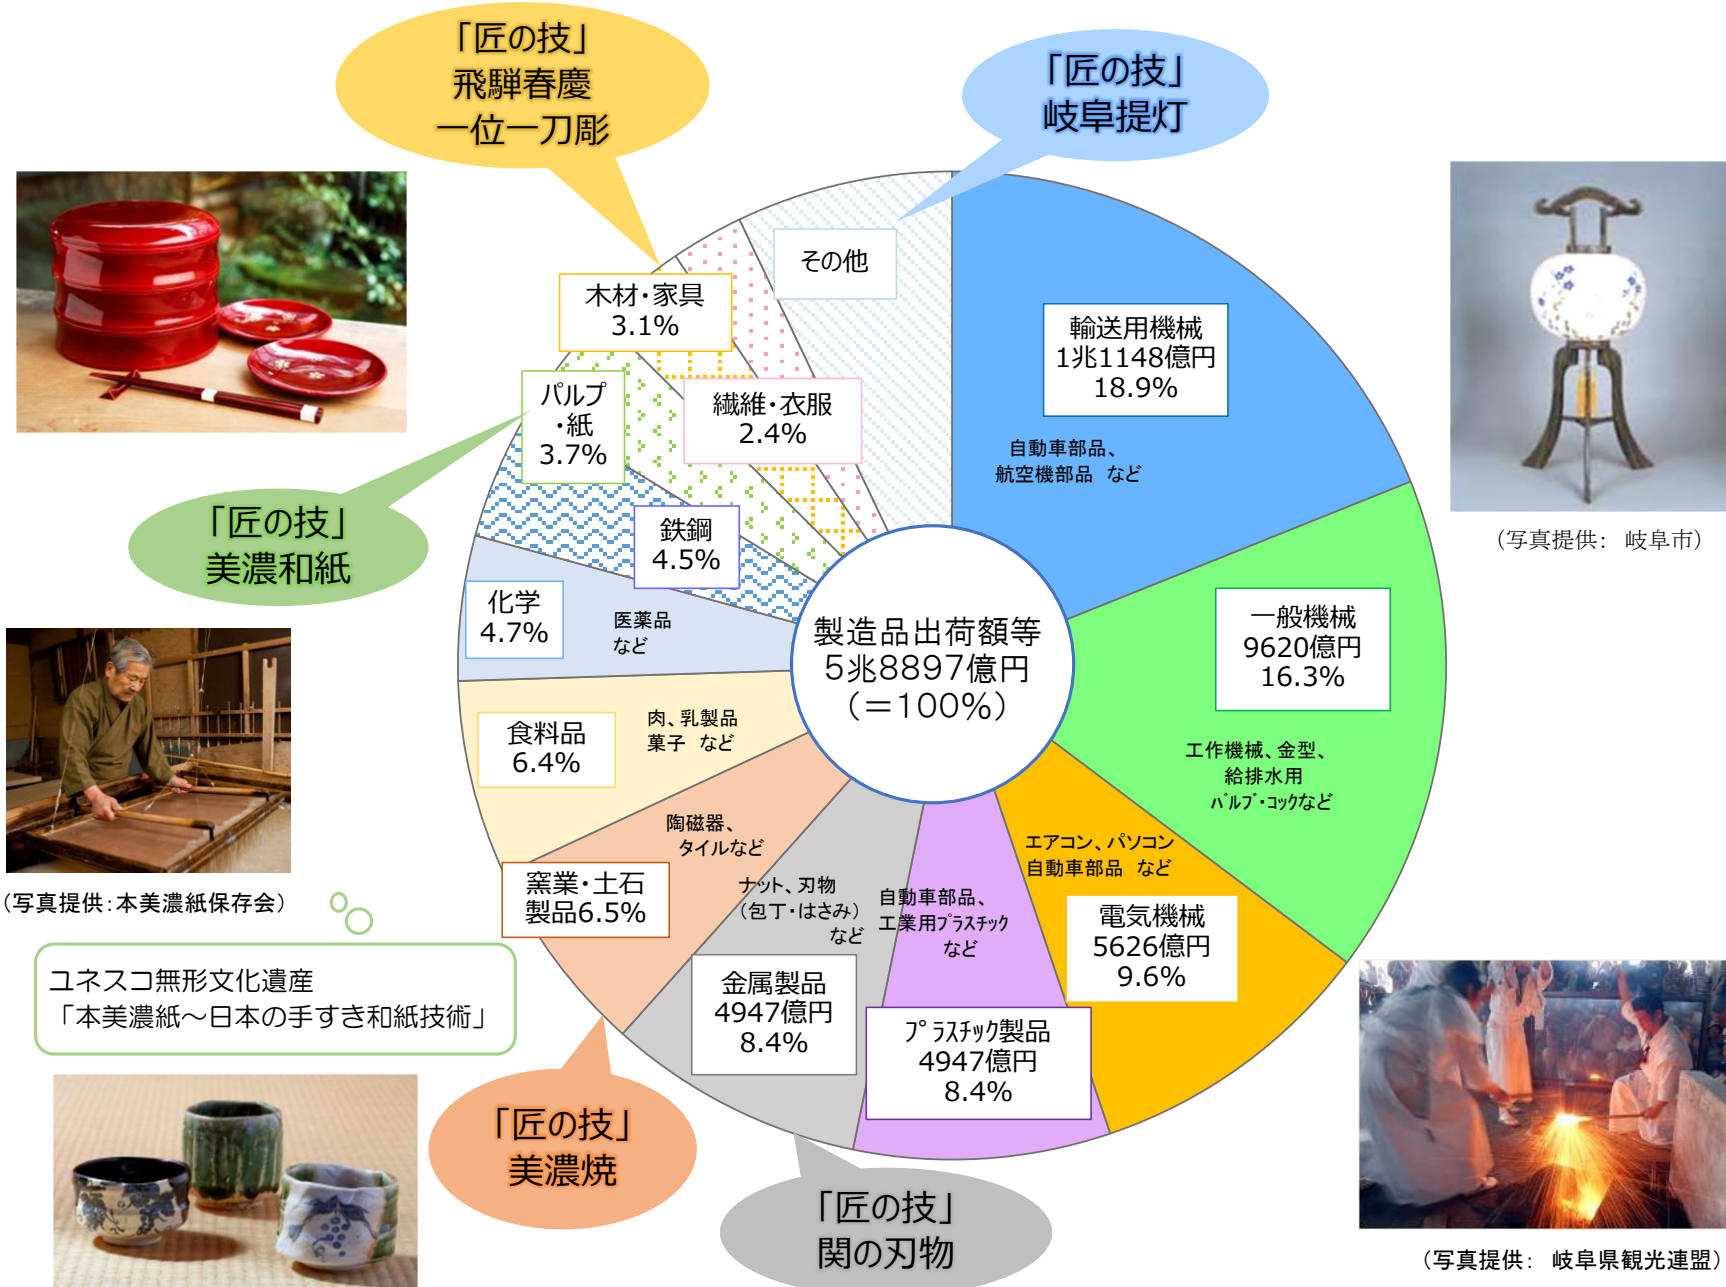 「匠の技」
飛騨春慶
一位一刀彫
「匠の技」
岐阜提灯
その他
木材・家具
3.1%
輸送用機械
1兆1148億円
18.9%
自動車部品、
航空機部品 など
パルプ
・紙
3.7%
繊維・衣服
2.4%
「匠の技」
美濃和紙
鉄鋼
4.5%
(写真提供: 岐阜市)
化学
4.7%
医薬品
など
製造品出荷額等
5兆8897億円
(=100%)
一般機械
9620億円
16.3%
工作機械、金型、
給排水用
バルブ・コックなど
食料品
6.4%
肉、乳製品
菓子 など
陶磁器、
タイルなど
窯業・土石
製品6.5%
(写真提供:本美濃紙保存会)
ナット、刃物
(包丁・はさみ)
など
自動車部品、
工業用プラスチック
など
エアコン、パソコン
自動車部品 など
電気機械
5626億円
9.6%
金属製品
4947億円
8.4%
プラスチック製品
4947億円
8.4%
ユネスコ無形文化遺産
「本美濃紙~日本の手すき和紙技術」
「匠の技」
美濃焼
「匠の技」
関の刃物
(写真提供: 岐阜県観光連盟)